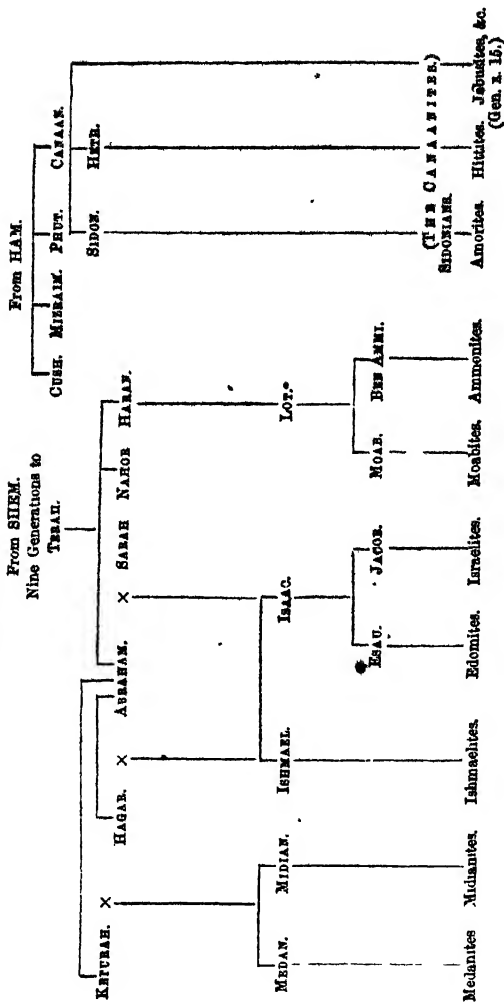 From SHEM.
Nine Generations to
TERAH.
From HAM.
KETURAH. × HAGAR. × ABRAHAM. × SARAH NAHOR HARAN.
CUSH. MIZRAIM. PHUT. CANAAN.
SIDON. HETH.
MEDAN. MIDIAN. ISHMAEL. ISAAC. LOT.*
ESAU. JACOB. MOAB. BEN AMMI.
(THE CANAANITES.)
SIDONIANS.
Medanites Midianites. Ishmaelites. Edomites. Israelites. Moabites. Ammonites. Amorites. Hittites. Jebusites, &c.
(Gen. x. 15.)